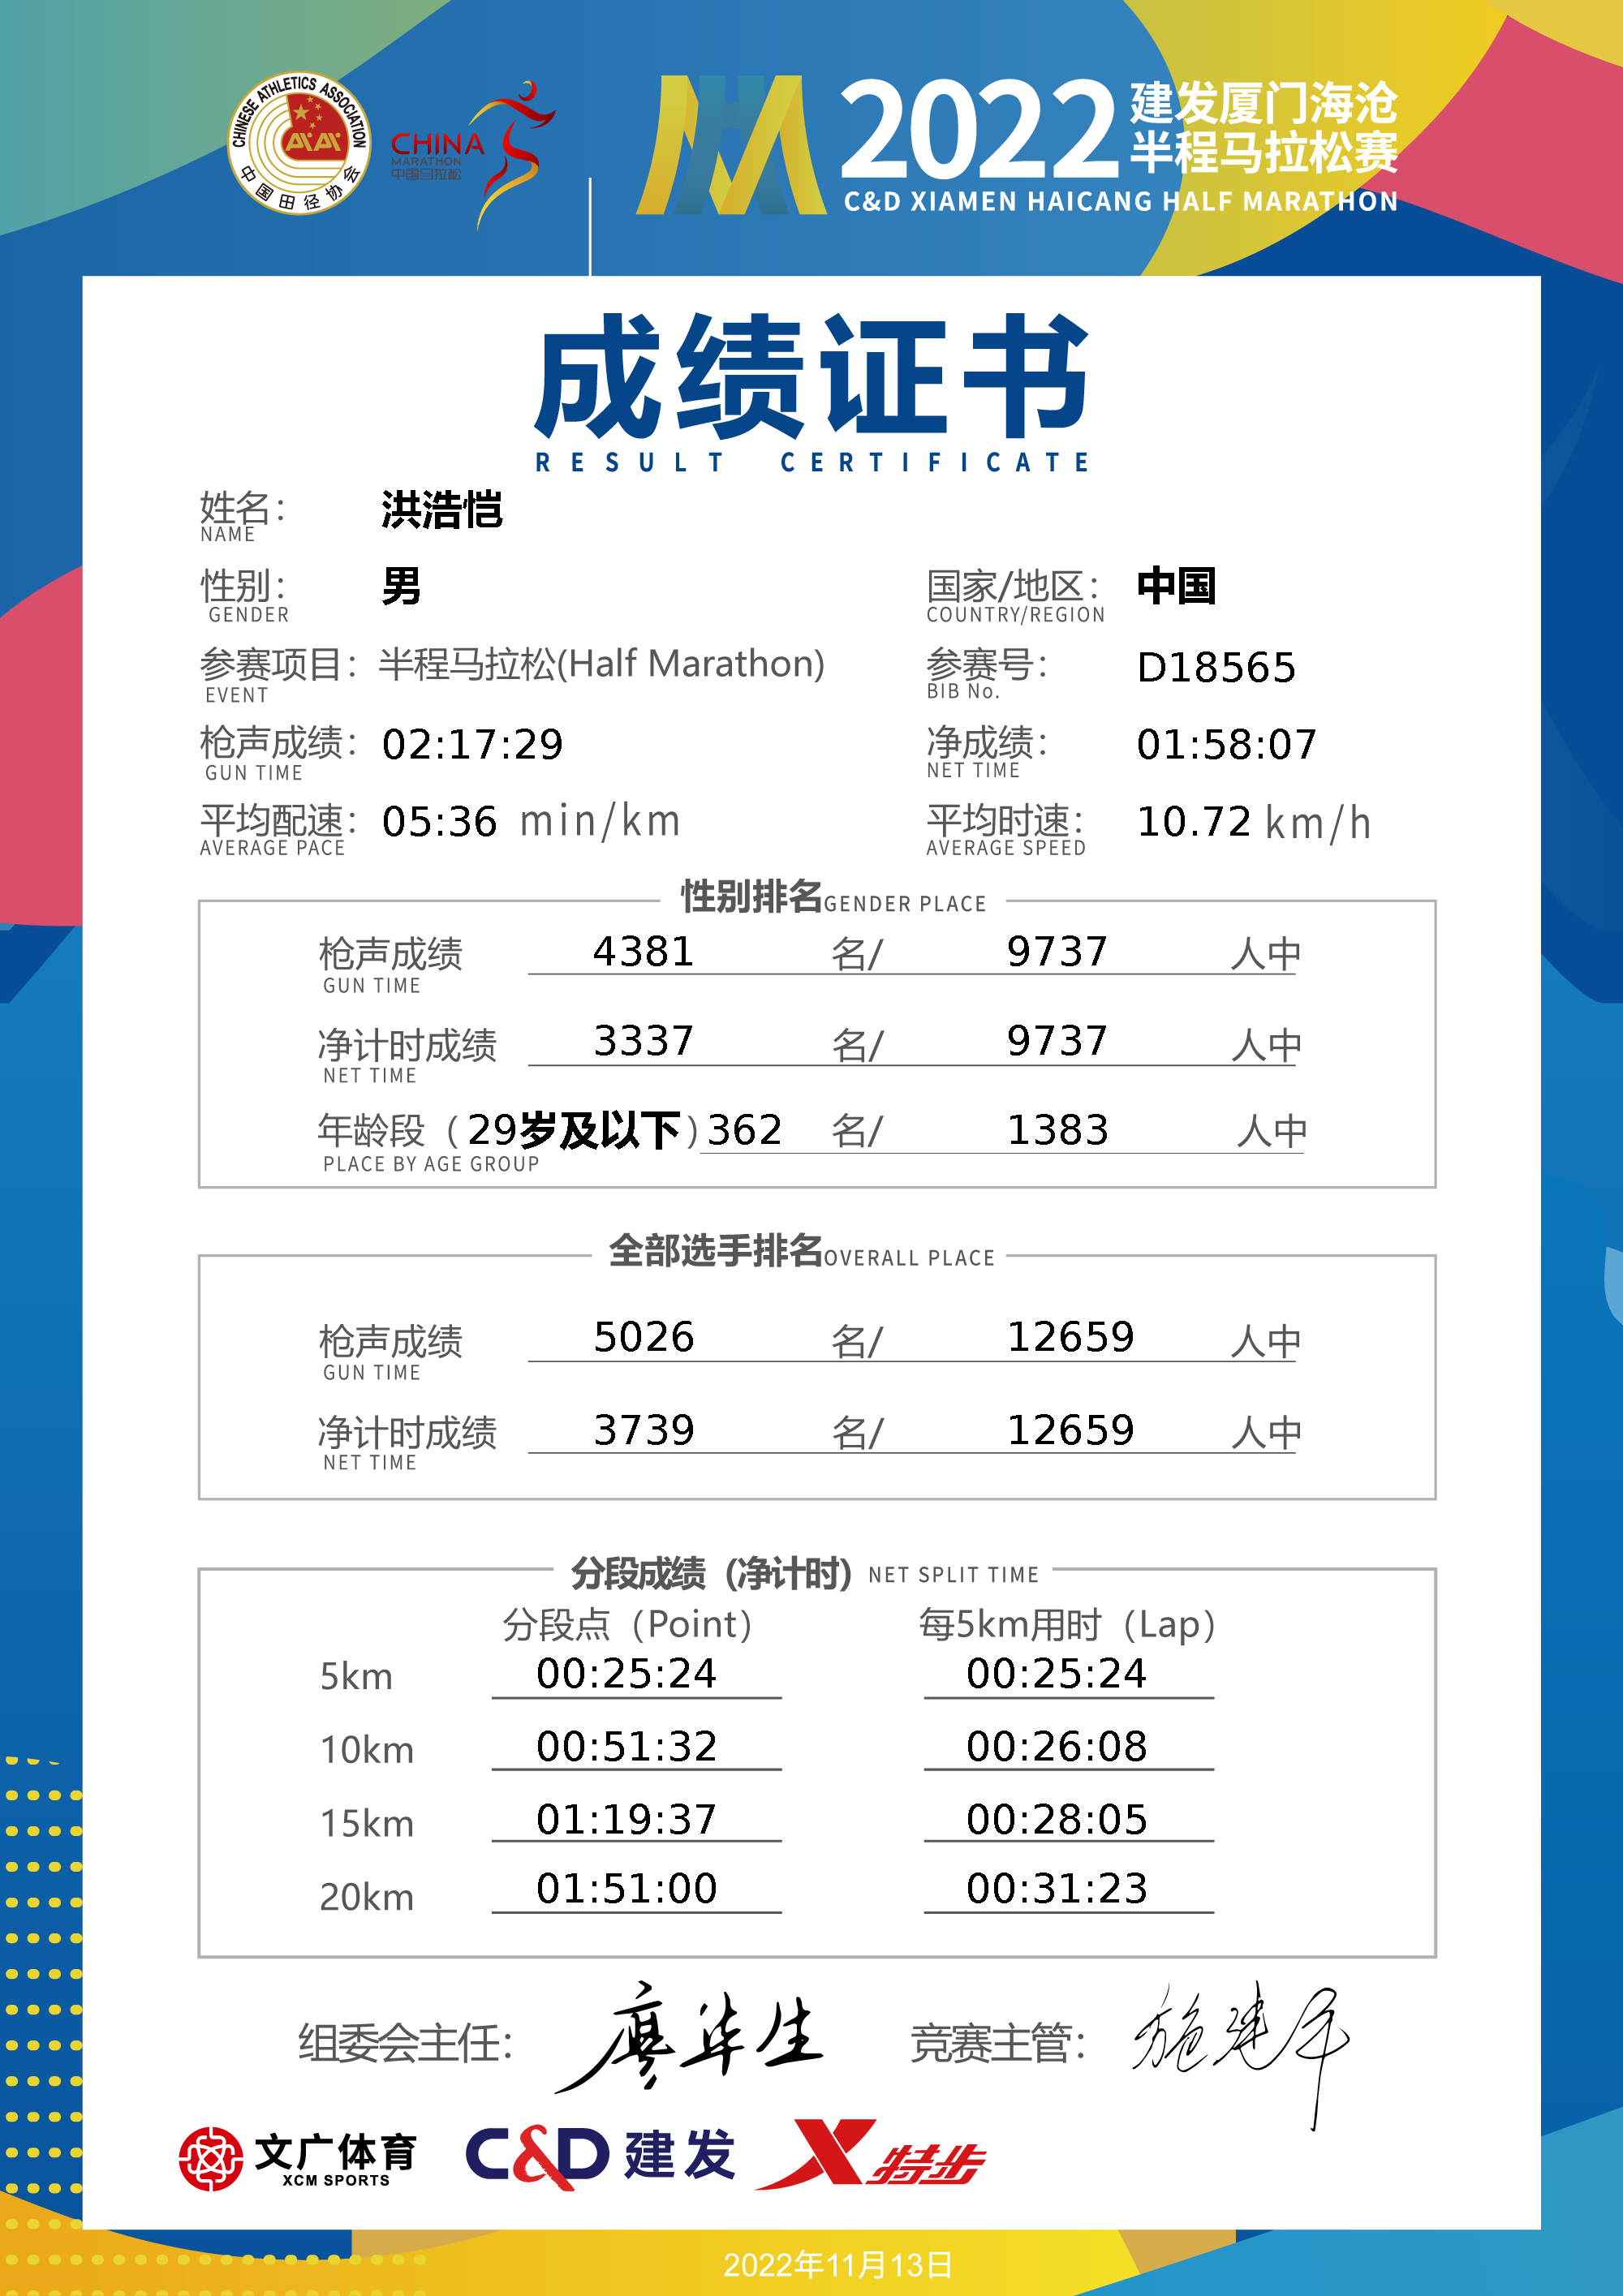 CHINESE ATHLETICS ASSOCIATION
中国田径协会
CHINA
MARATHON
中国马拉松
2022 建发厦门海沧
半程马拉松赛
C&D XIAMEN HAICANG HALF MARATHON
成绩证书
RESULT CERTIFICATE
姓名： 洪浩恺
NAME
性别： 男 国家/地区： 中国
GENDER COUNTRY/REGION
参赛项目： 半程马拉松(Half Marathon) 参赛号： D18565
EVENT BIB No.
枪声成绩： 02:17:29 净成绩： 01:58:07
GUN TIME NET TIME
平均配速： 05:36 min/km 平均时速： 10.72 km/h
AVERAGE PACE AVERAGE SPEED
性别排名GENDER PLACE
枪声成绩 4381 名/ 9737 人中
GUN TIME
净计时成绩 3337 名/ 9737 人中
NET TIME
年龄段（29岁及以下）362 名/ 1383 人中
PLACE BY AGE GROUP
全部选手排名OVERALL PLACE
枪声成绩 5026 名/ 12659 人中
GUN TIME
净计时成绩 3739 名/ 12659 人中
NET TIME
分段成绩（净计时）NET SPLIT TIME
分段点（Point） 每5km用时（Lap）
5km 00:25:24 00:25:24
10km 00:51:32 00:26:08
15km 01:19:37 00:28:05
20km 01:51:00 00:31:23
组委会主任： 廖华生 竞赛主管： 施建军
文广体育 C&D 建发 特步
XCM SPORTS
2022年11月13日